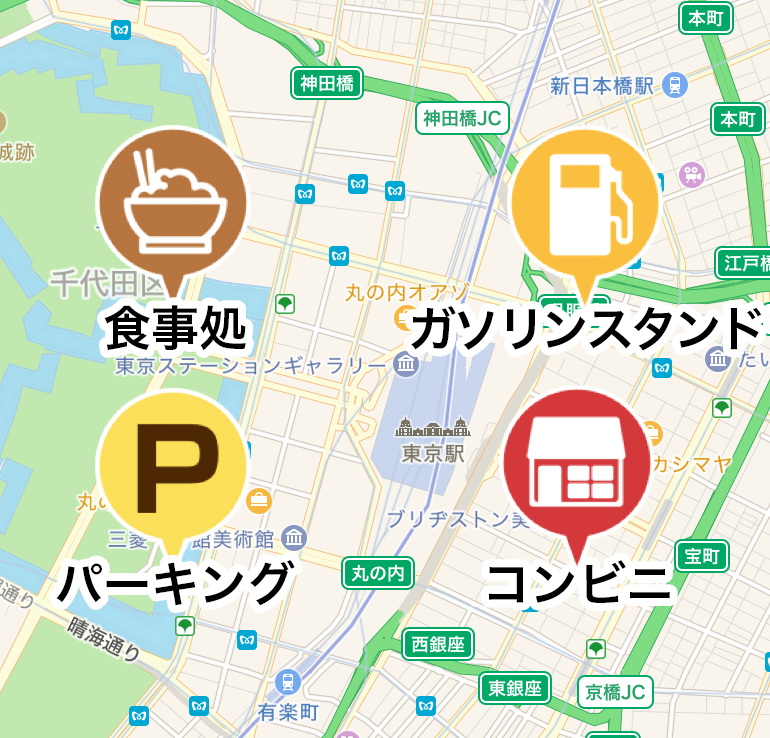 本町
神田橋
新日本橋駅
神田橋JC
本町
城跡
江戸橋
千代田区
丸の内オアゾ
食事処
ガソリンスタンド
東京ステーションギャラリー
たい
東京駅
カシマヤ
P
丸の
ブリヂストン美
三菱
館美術館
宝町
パーキング
丸の内
コンビニ
通り
晴海通り
西銀座
東銀座
京橋JC
有楽町